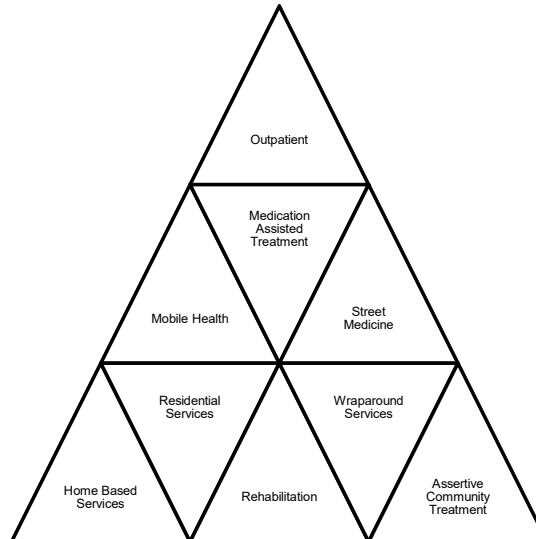 Outpatient
Medication
Assisted
Treatment
Mobile Health
Street
Medicine
Residential
Services
Wraparound
Services
Home Based
Services
Rehabilitation
Assertive
Community
Treatment